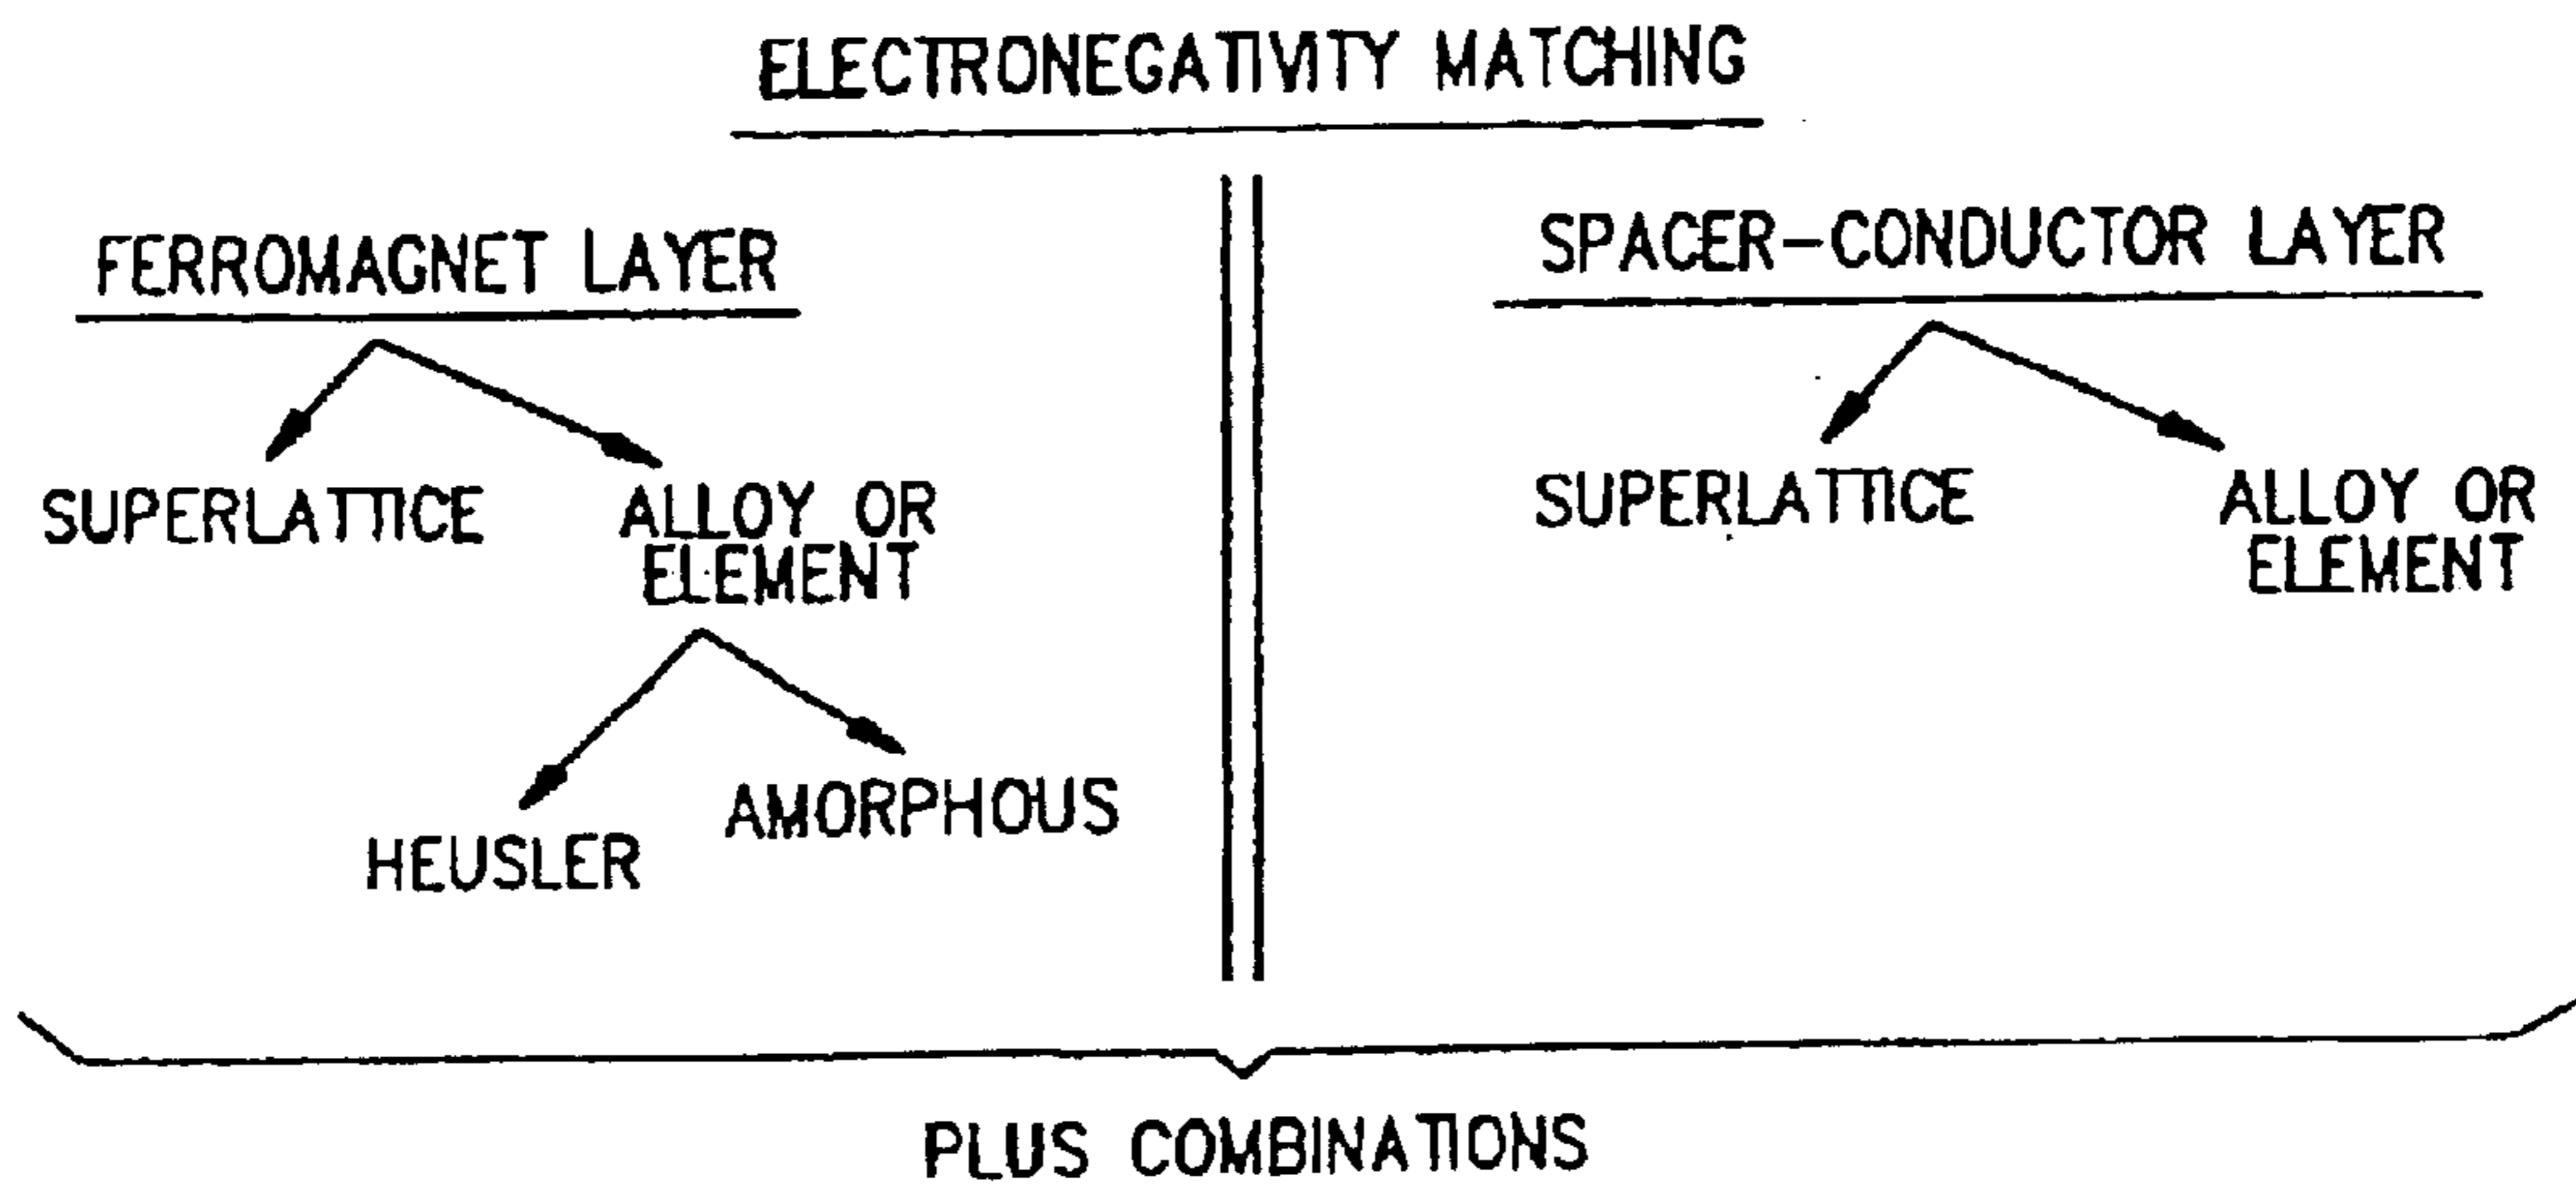 ELECTRONEGATIVITY MATCHING
FERROMAGNET LAYER
SUPERLATTICE
ALLOY OR
ELEMENT
HEUSLER
AMORPHOUS
SPACER-CONDUCTOR LAYER
SUPERLATTICE
ALLOY OR
ELEMENT
PLUS COMBINATIONS